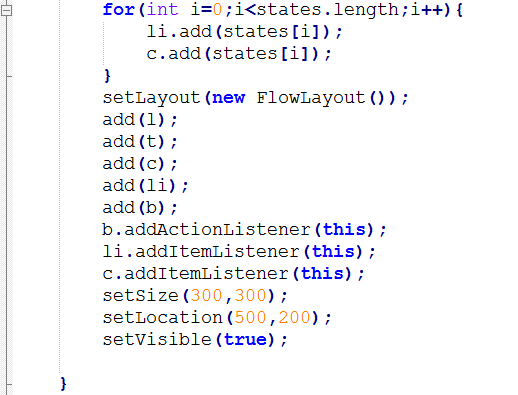 for(int i=0;i<states.length;i++){
li.add(states[i]);
c.add(states[i]);
}
setLayout(new FlowLayout());
add(l);
add(t);
add(c);
add(li);
add(b);
b.addActionListener(this);
li.addItemListener(this);
c.addItemListener(this);
setSize(300,300);
setLocation(500,200);
setVisible(true);
}